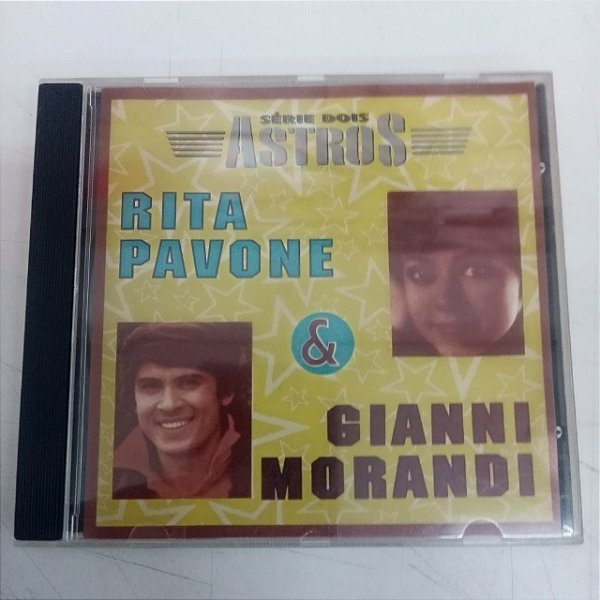 SÉRIE DOIS
ASTROS
RITA
PAVONE
&
GIANNI
MORANDI